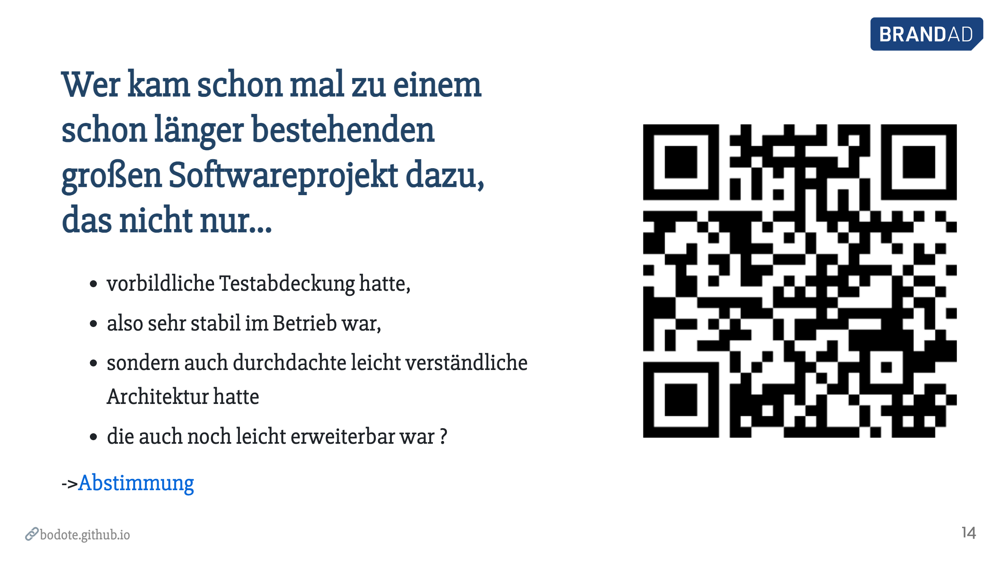 BRANDAD
Wer kam schon mal zu einem
schon länger bestehenden
großen Softwareprojekt dazu,
das nicht nur...
• vorbildliche Testabdeckung hatte,
• also sehr stabil im Betrieb war,
• sondern auch durchdachte leicht verständliche
Architektur hatte
• die auch noch leicht erweiterbar war ?
->Abstimmung
🔗bodote.github.io
14